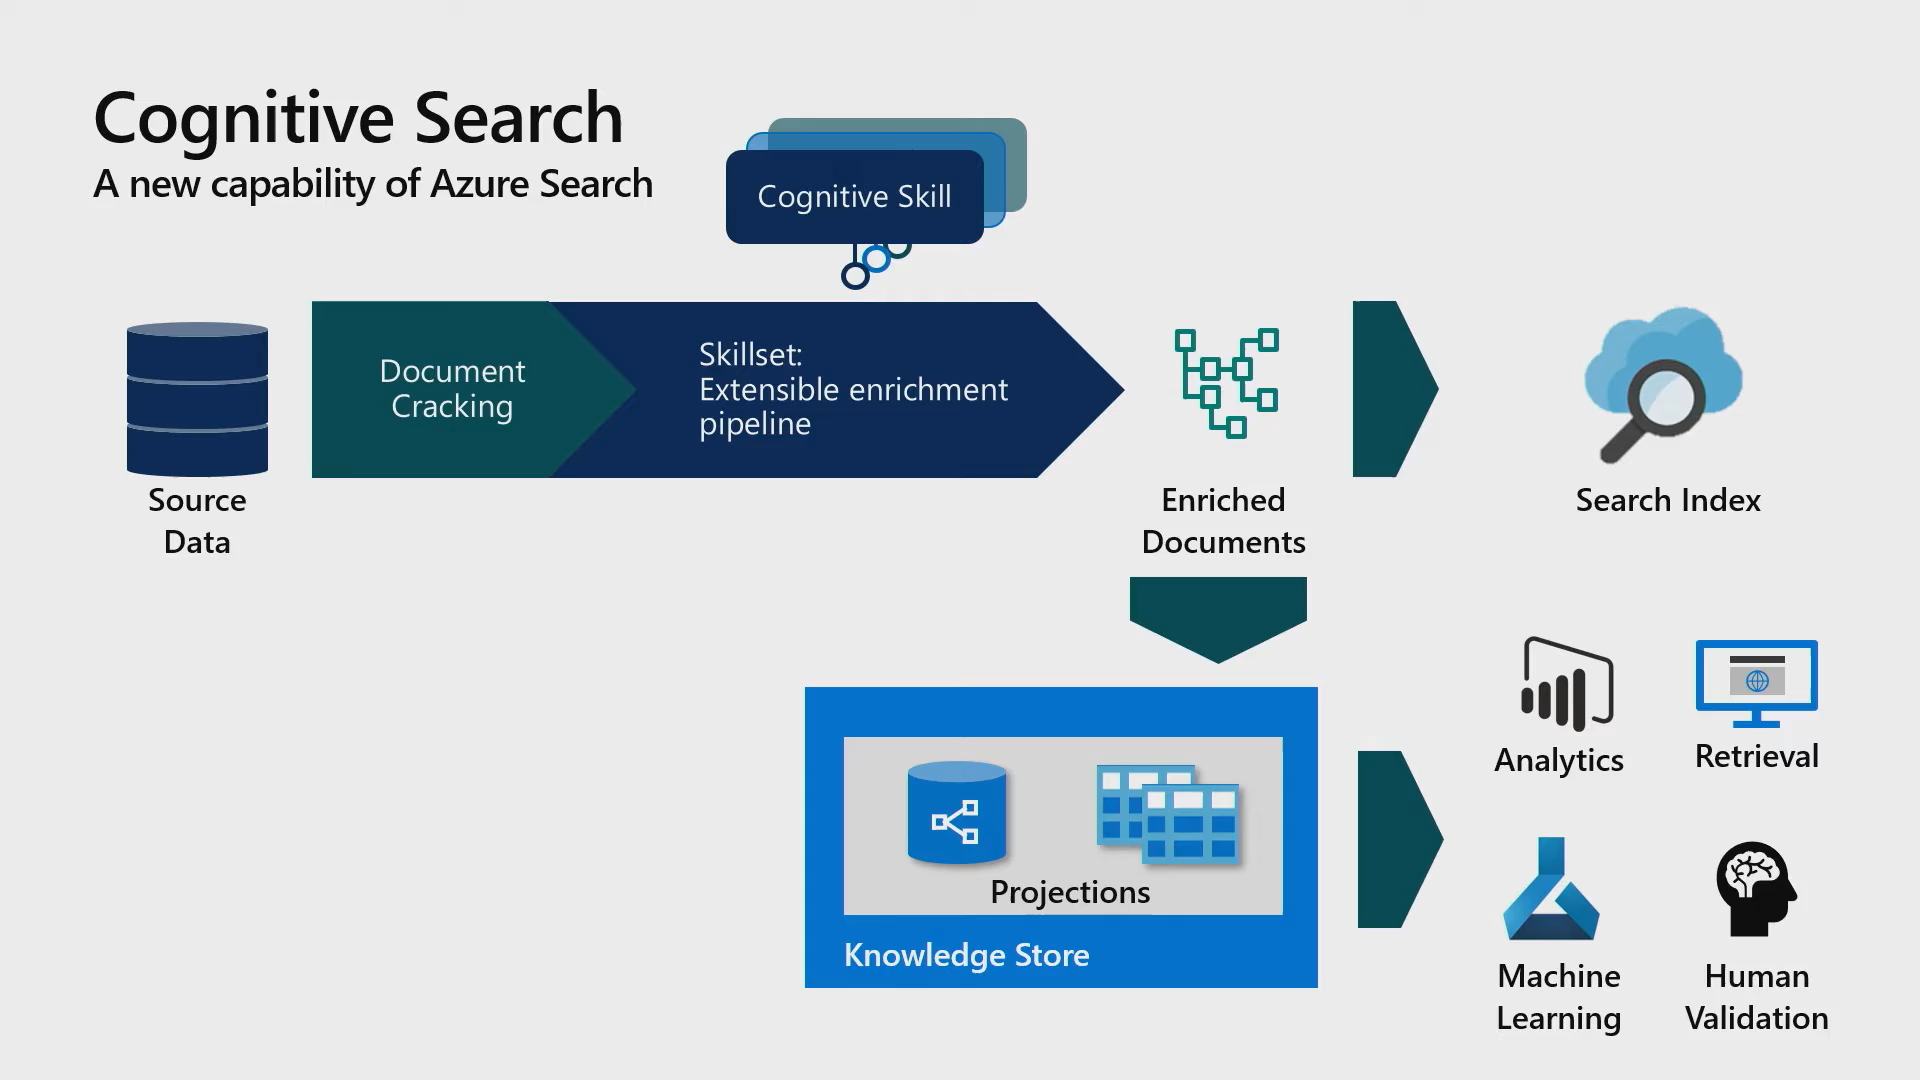 Cognitive Search
A new capability of Azure Search
Cognitive Skill
Document
Cracking
Skillset:
Extensible enrichment
pipeline
Source
Data
Enriched
Documents
Search Index
Projections
Knowledge Store
Analytics
Retrieval
Machine
Learning
Human
Validation